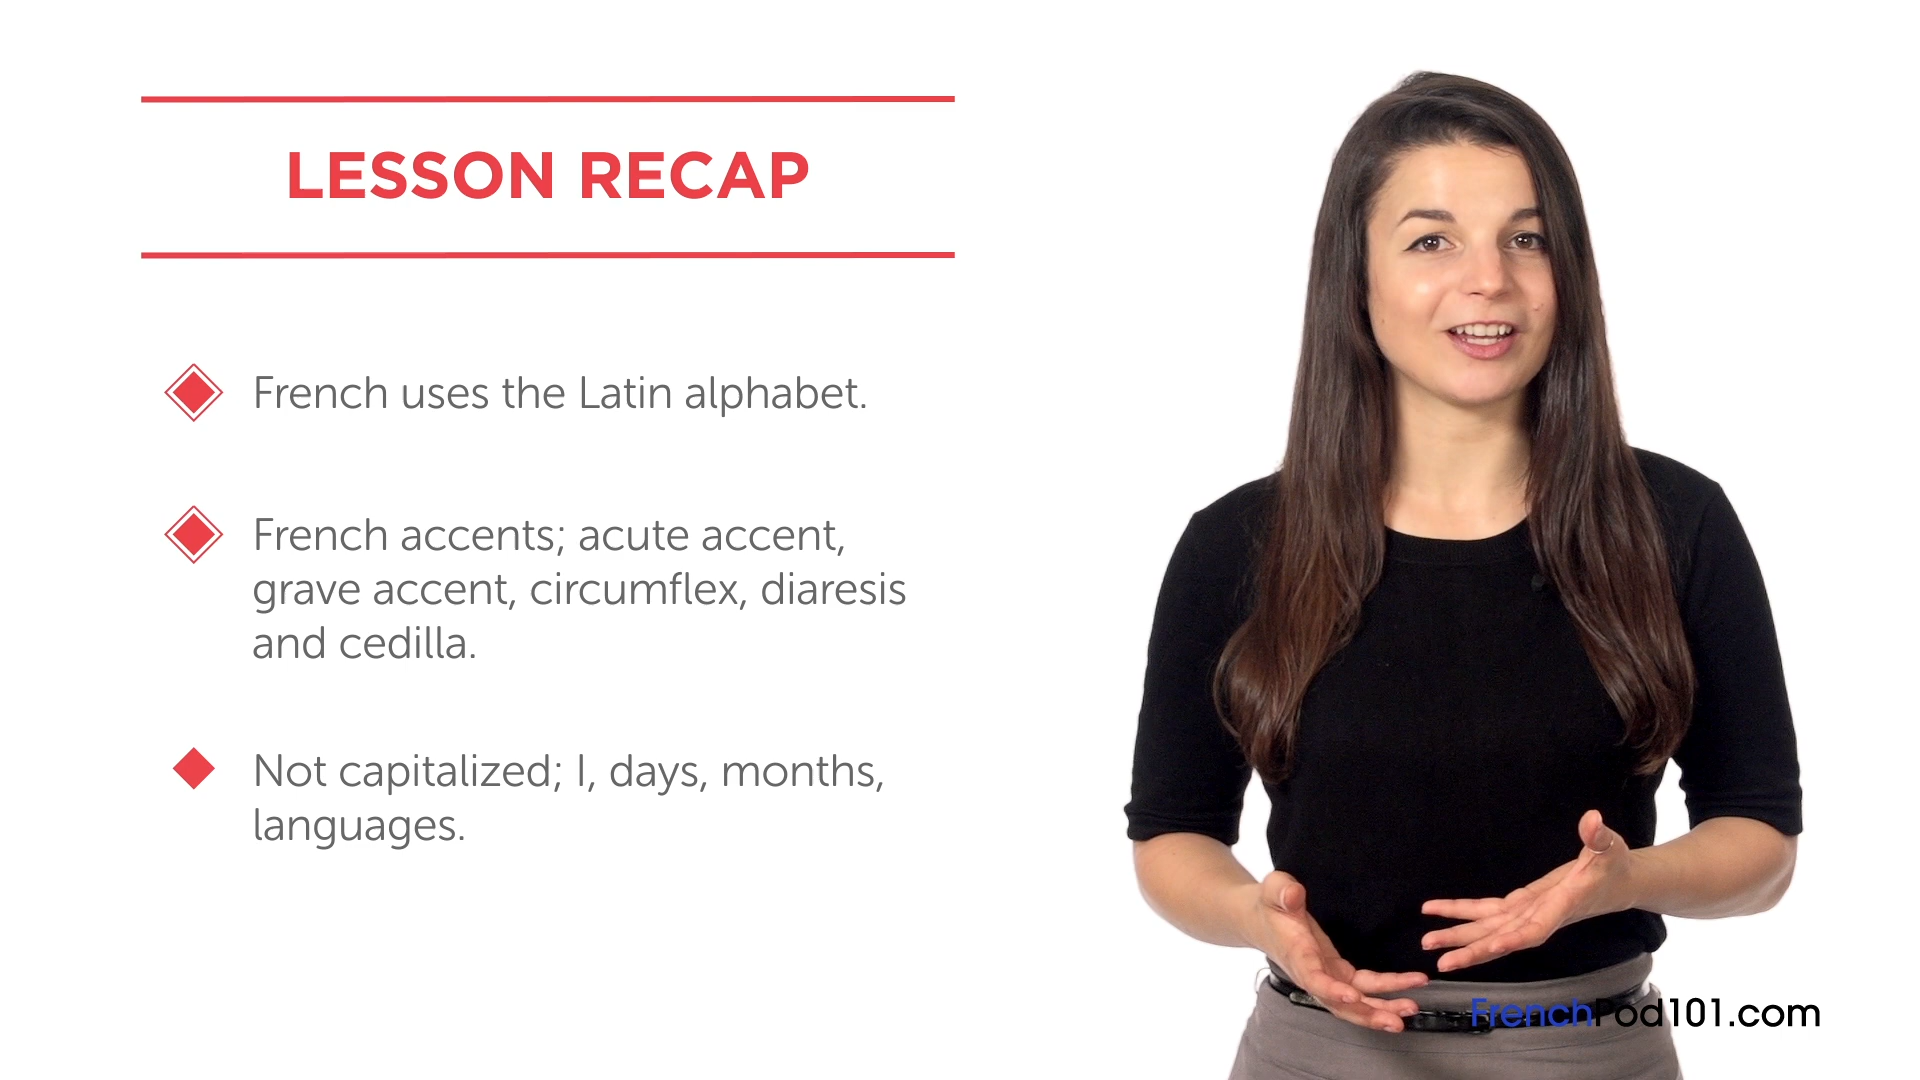 LESSON RECAP
French uses the Latin alphabet.
French accents; acute accent,
grave accent, circumflex, diaresis
and cedilla.
Not capitalized; I, days, months,
languages.
FrenchPod101.com